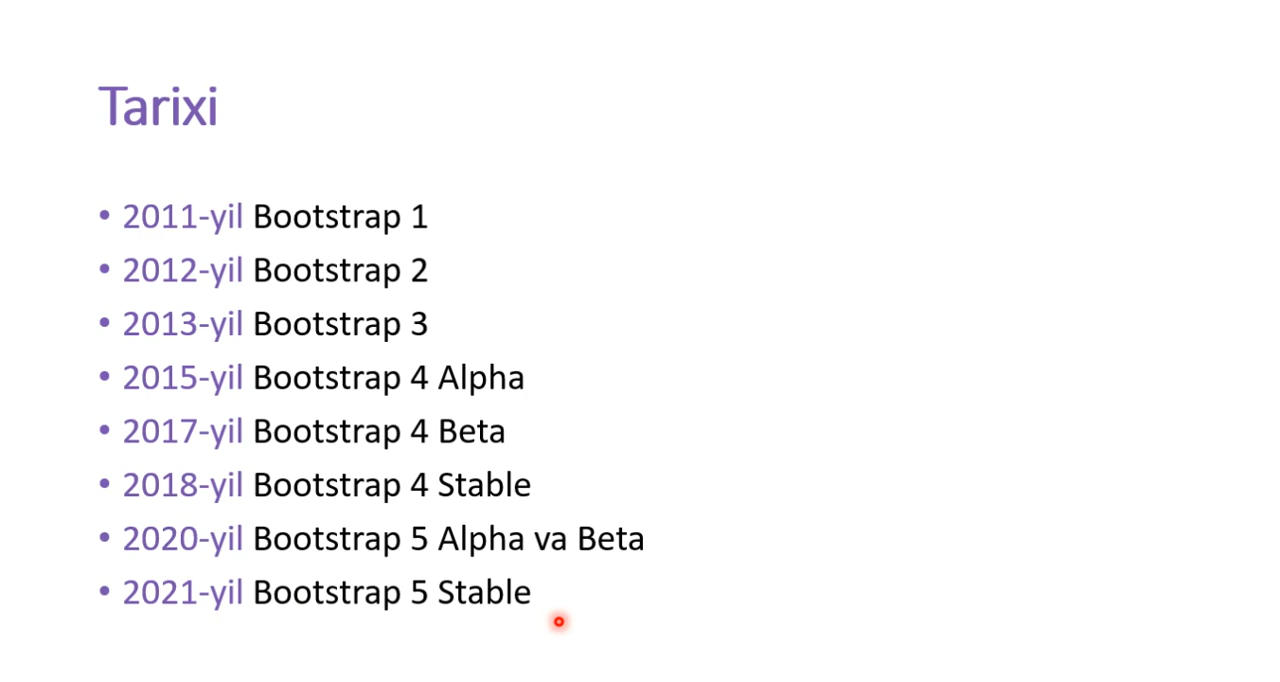 Tarixi
• 2011-yil Bootstrap 1
• 2012-yil Bootstrap 2
• 2013-yil Bootstrap 3
• 2015-yil Bootstrap 4 Alpha
• 2017-yil Bootstrap 4 Beta
• 2018-yil Bootstrap 4 Stable
• 2020-yil Bootstrap 5 Alpha va Beta
• 2021-yil Bootstrap 5 Stable